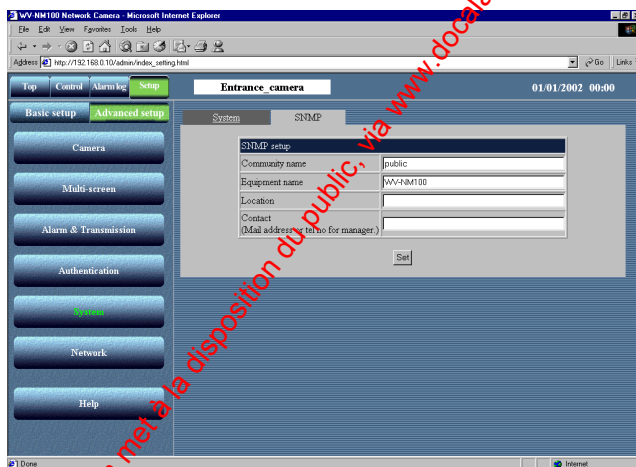 WV-NM100 Network Camera - Microsoft Internet Explorer
File Edit View Favorites Tools Help
Address http://192.168.0.10/admin/index_setting.html Go Links
Top Control Alarm log Setup Entrance_camera 01/01/2002 00:00
Basic setup Advanced setup
System SNMP
Camera
Multi-screen
Alarm & Transmission
Authentication
System
Network
Help
SNMP setup
Community name public
Equipment name WV-NM100
Location
Contact
(Mail address or tel no for manager.)
Set
met à la disposition du public, via www.docala
Done Internet